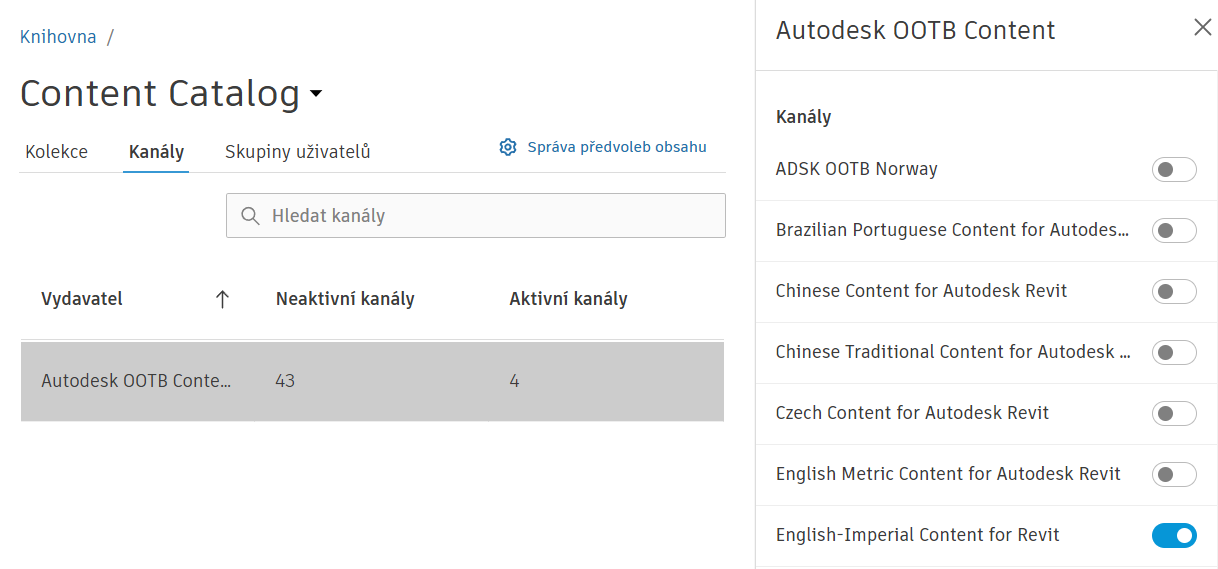 Knihovna /
Content Catalog
Kolekce Kanály Skupiny uživatelů Správa předvoleb obsahu
Hledat kanály
Vydavatel Neaktivní kanály Aktivní kanály
Autodesk OOTB Conte... 43 4
Autodesk OOTB Content
Kanály
ADSK OOTB Norway
Brazilian Portuguese Content for Autodes...
Chinese Content for Autodesk Revit
Chinese Traditional Content for Autodesk ...
Czech Content for Autodesk Revit
English Metric Content for Autodesk Revit
English-Imperial Content for Revit